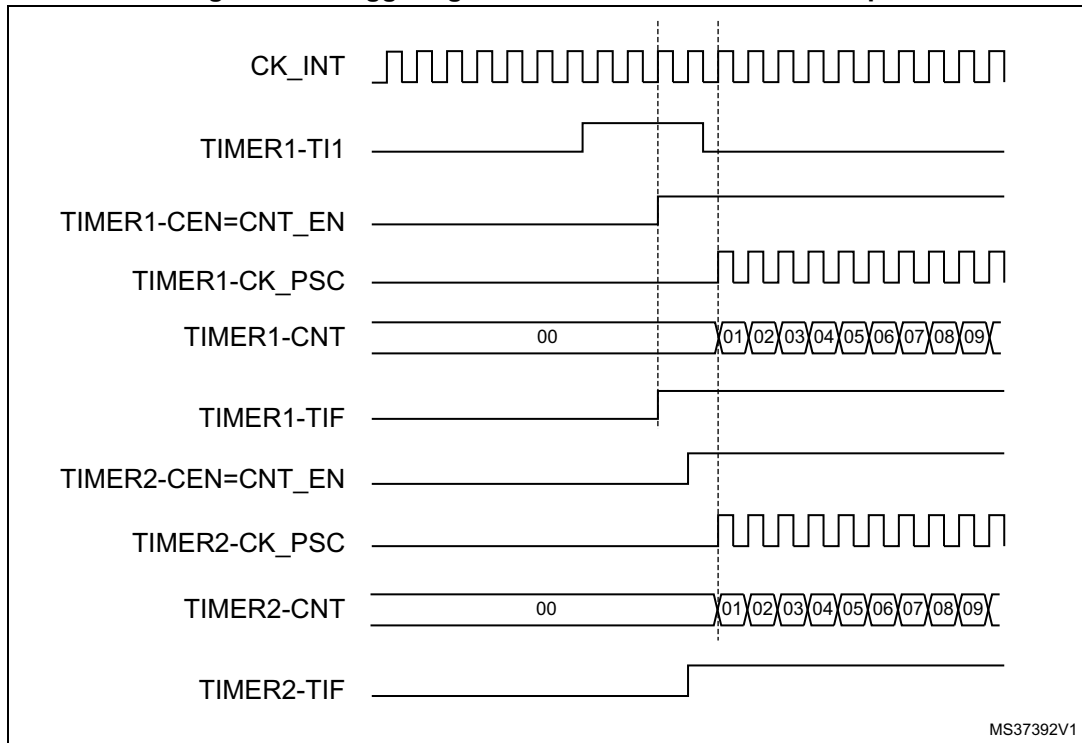 CK_INT
TIMER1-TI1
TIMER1-CEN=CNT_EN
TIMER1-CK_PSC
TIMER1-CNT 00 01 02 03 04 05 06 07 08 09
TIMER1-TIF
TIMER2-CEN=CNT_EN
TIMER2-CK_PSC
TIMER2-CNT 00 01 02 03 04 05 06 07 08 09
TIMER2-TIF
MS37392V1